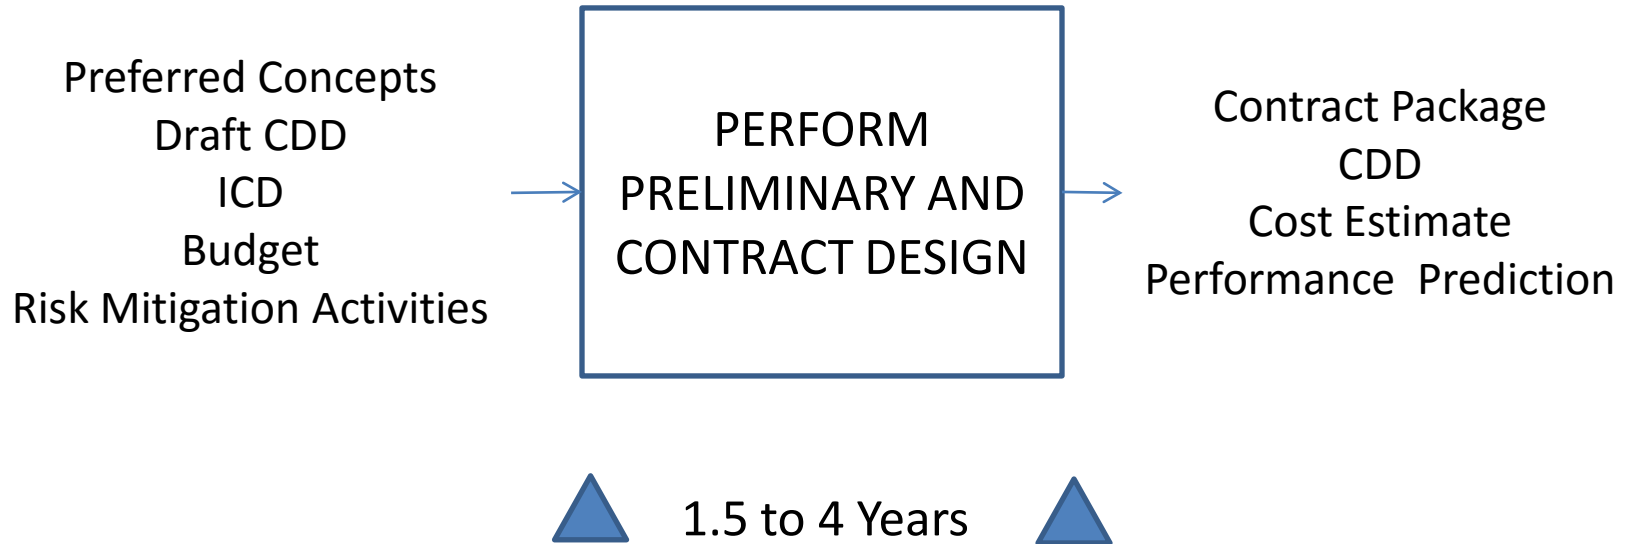 Preferred Concepts
Draft CDD
ICD
Budget
Risk Mitigation Activities
PERFORM
PRELIMINARY AND
CONTRACT DESIGN
Contract Package
CDD
Cost Estimate
Performance  Prediction
1.5 to 4 Years